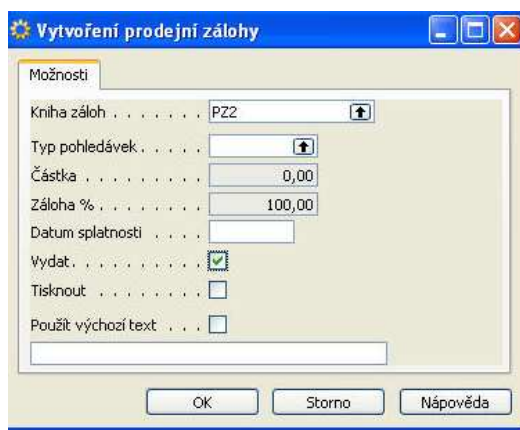 Vytvoření prodejní zálohy
Možnosti
Kniha záloh . . . . . . . PZ2
Typ pohledávek . . . . .
Částka . . . . . . . . . . 0,00
Záloha % . . . . . . . . 100,00
Datum splatnosti . . . .
Vydat. . . . . . . . . . .
Tisknout . . . . . . . .
Použít výchozí text . . .
OK Storno Nápověda